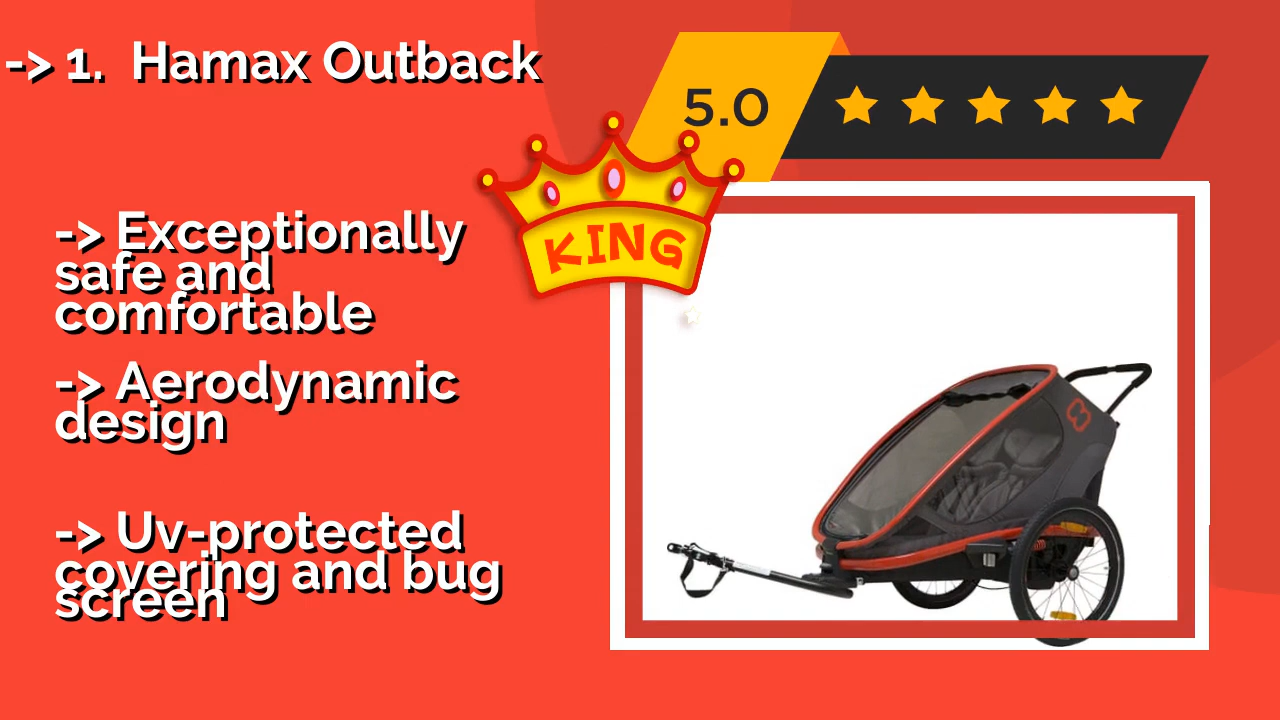 -> 1.  Hamax Outback
5.0
KING
-> Exceptionally
safe and
comfortable
-> Aerodynamic
design
-> Uv-protected
covering and bug
screen